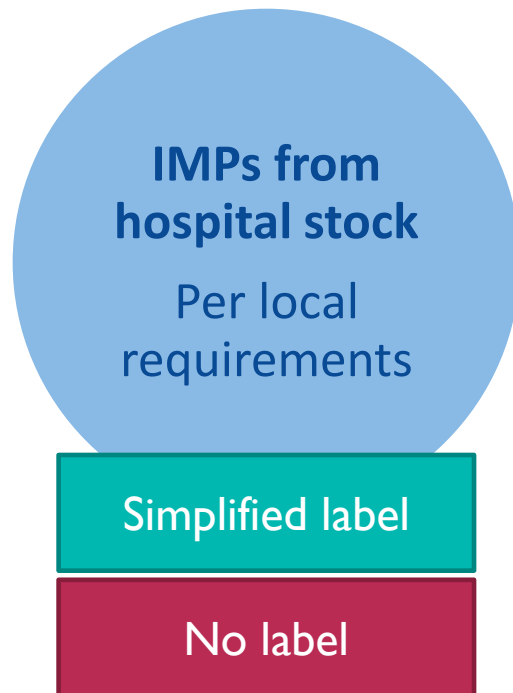 IMPs from
hospital stock
Per local
requirements
Simplified label
No label